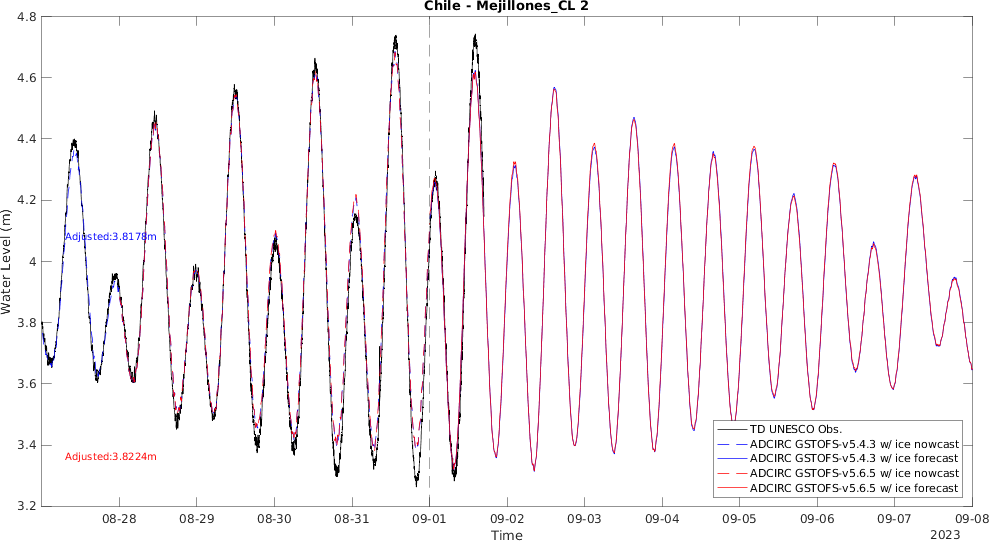 Chile - Mejillones_CL 2
Water Level (m)
4.8
4.6
4.4
4.2
4
3.8
3.6
3.4
3.2
Adjusted:3.8178m
Adjusted:3.8224m
TD UNESCO Obs.
ADCIRC GSTOFS-v5.4.3 w/ ice nowcast
ADCIRC GSTOFS-v5.4.3 w/ ice forecast
ADCIRC GSTOFS-v5.6.5 w/ ice nowcast
ADCIRC GSTOFS-v5.6.5 w/ ice forecast
08-28 08-29 08-30 08-31 09-01 09-02 09-03 09-04 09-05 09-06 09-07 09-08
Time
2023